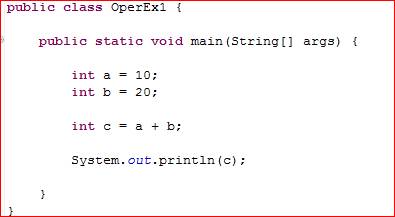 public class OperEx1 {
public static void main(String[] args) {
int a = 10;
int b = 20;
int c = a + b;
System.out.println(c);
}
}